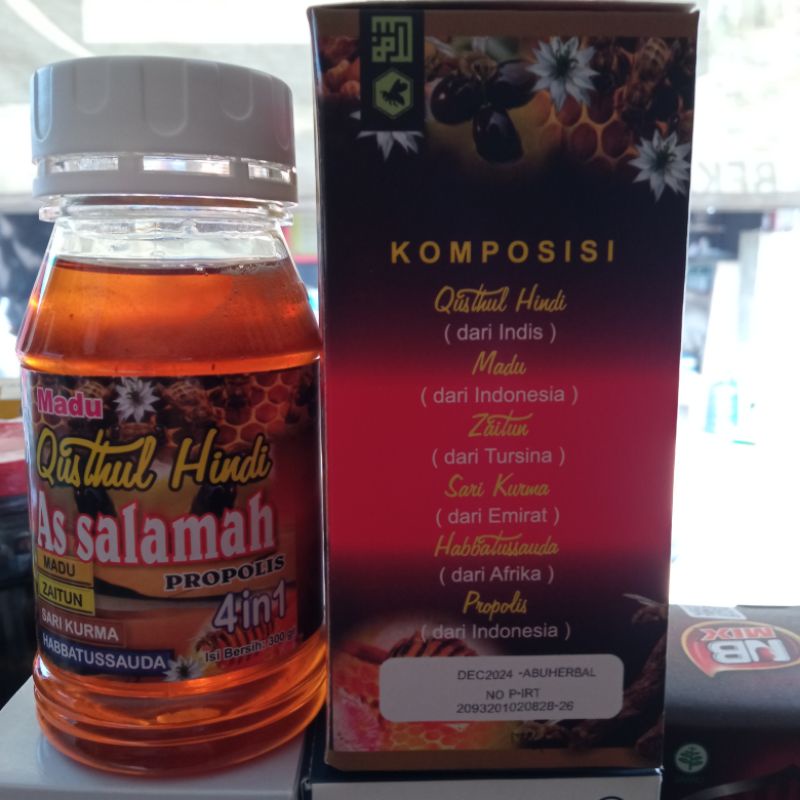 Madu
Qusthul Hindi
As salamah
PROPOLIS
4in1
MADU
ZAITUN
SARI KURMA
HABBATUSSAUDA
Isi Bersih: 300 gr
KOMPOSISI
Qusthul Hindi
( dari Indis )
Madu
( dari Indonesia )
Zaitun
( dari Tursina )
Sari Kurma
( dari Emirat )
Habbatussauda
( dari Afrika )
Propolis
( dari Indonesia )
DEC2024 -ABUHERBAL
NO P-IRT
2093201020828-26
MIX